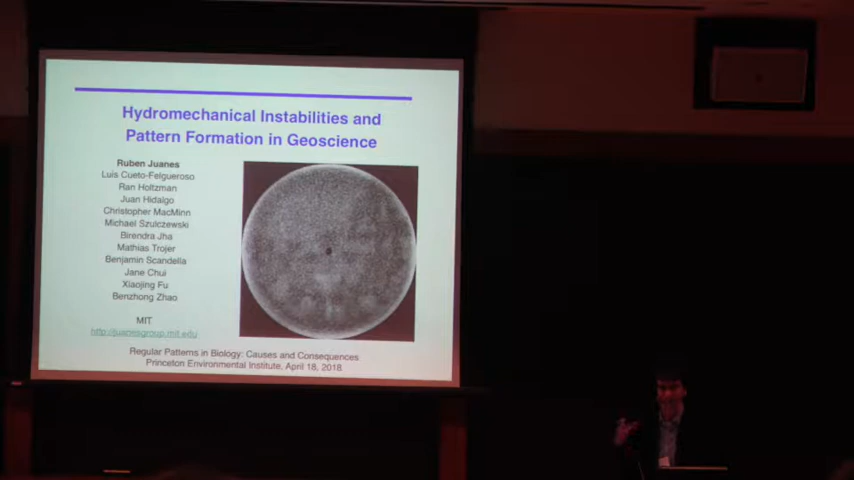 Hydromechanical Instabilities and
Pattern Formation in Geoscience
Ruben Juanes
Luis Cueto-Felgueroso
Ran Holtzman
Juan Hidalgo
Christopher MacMinn
Michael Szulczewski
Birendra Jha
Mathias Trojer
Benjamin Scandella
Jane Chui
Xiaojing Fu
Benzhong Zhao
MIT
http://juanesgroup.mit.edu
Regular Patterns in Biology: Causes and Consequences
Princeton Environmental Institute, April 18, 2018